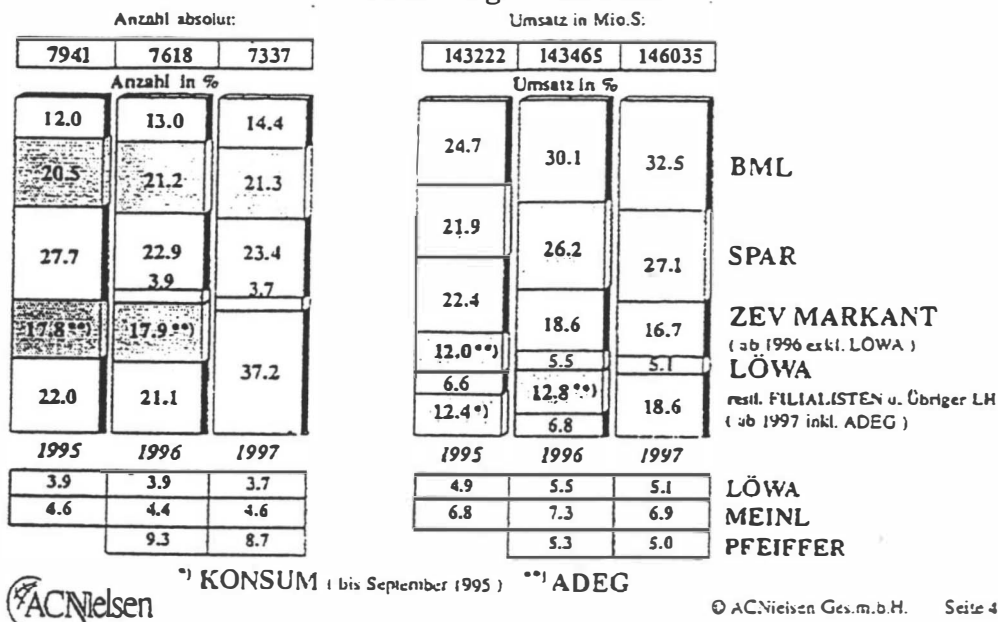 Anzahl absolut:
7941 7618 7337
Anzahl in %
12.0 13.0 14.4
20.5 21.2 21.3
27.7 22.9 23.4
3.9 3.7
17.8**) 17.9**)
37.2
22.0 21.1
1995 1996 1997
3.9 3.9 3.7
4.6 4.4 4.6
9.3 8.7
Umsatz in Mio.S:
143222 143465 146035
Umsatz in %
24.7 30.1 32.5 BML
21.9 26.2 27.1 SPAR
22.4 18.6 16.7 ZEV MARKANT
( ab 1996 exkl. LÖWA )
12.0**) 5.5 5.1 LÖWA
6.6 12.8**) 18.6 restl. FILIALISTEN u. Übriger LH
12.4*) 6.8 ( ab 1997 inkl. ADEG )
1995 1996 1997
4.9 5.5 5.1 LÖWA
6.8 7.3 6.9 MEINL
5.3 5.0 PFEIFFER
*) KONSUM ( bis September 1995 ) **) ADEG
ACNielsen
© ACNielsen Ges.m.b.H. Seite 4